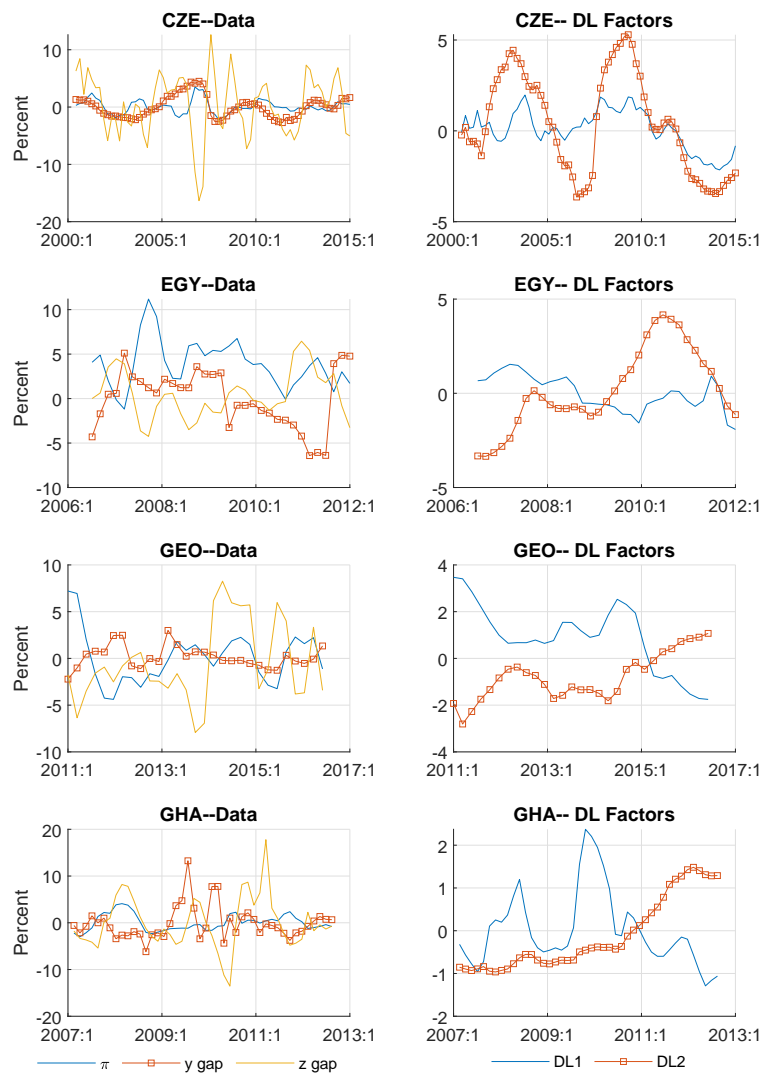 CZE--Data
CZE-- DL Factors
Percent
10
0
-10
-20
2000:1 2005:1 2010:1 2015:1
5
0
-5
2000:1 2005:1 2010:1 2015:1
EGY--Data
EGY-- DL Factors
Percent
10
5
0
-5
-10
2006:1 2008:1 2010:1 2012:1
5
0
-5
2006:1 2008:1 2010:1 2012:1
GEO--Data
GEO-- DL Factors
Percent
10
5
0
-5
-10
2011:1 2013:1 2015:1 2017:1
4
2
0
-2
-4
2011:1 2013:1 2015:1 2017:1
GHA--Data
GHA-- DL Factors
Percent
20
10
0
-10
-20
2007:1 2009:1 2011:1 2013:1
2
1
0
-1
-2
2007:1 2009:1 2011:1 2013:1
π y gap z gap
DL1 DL2